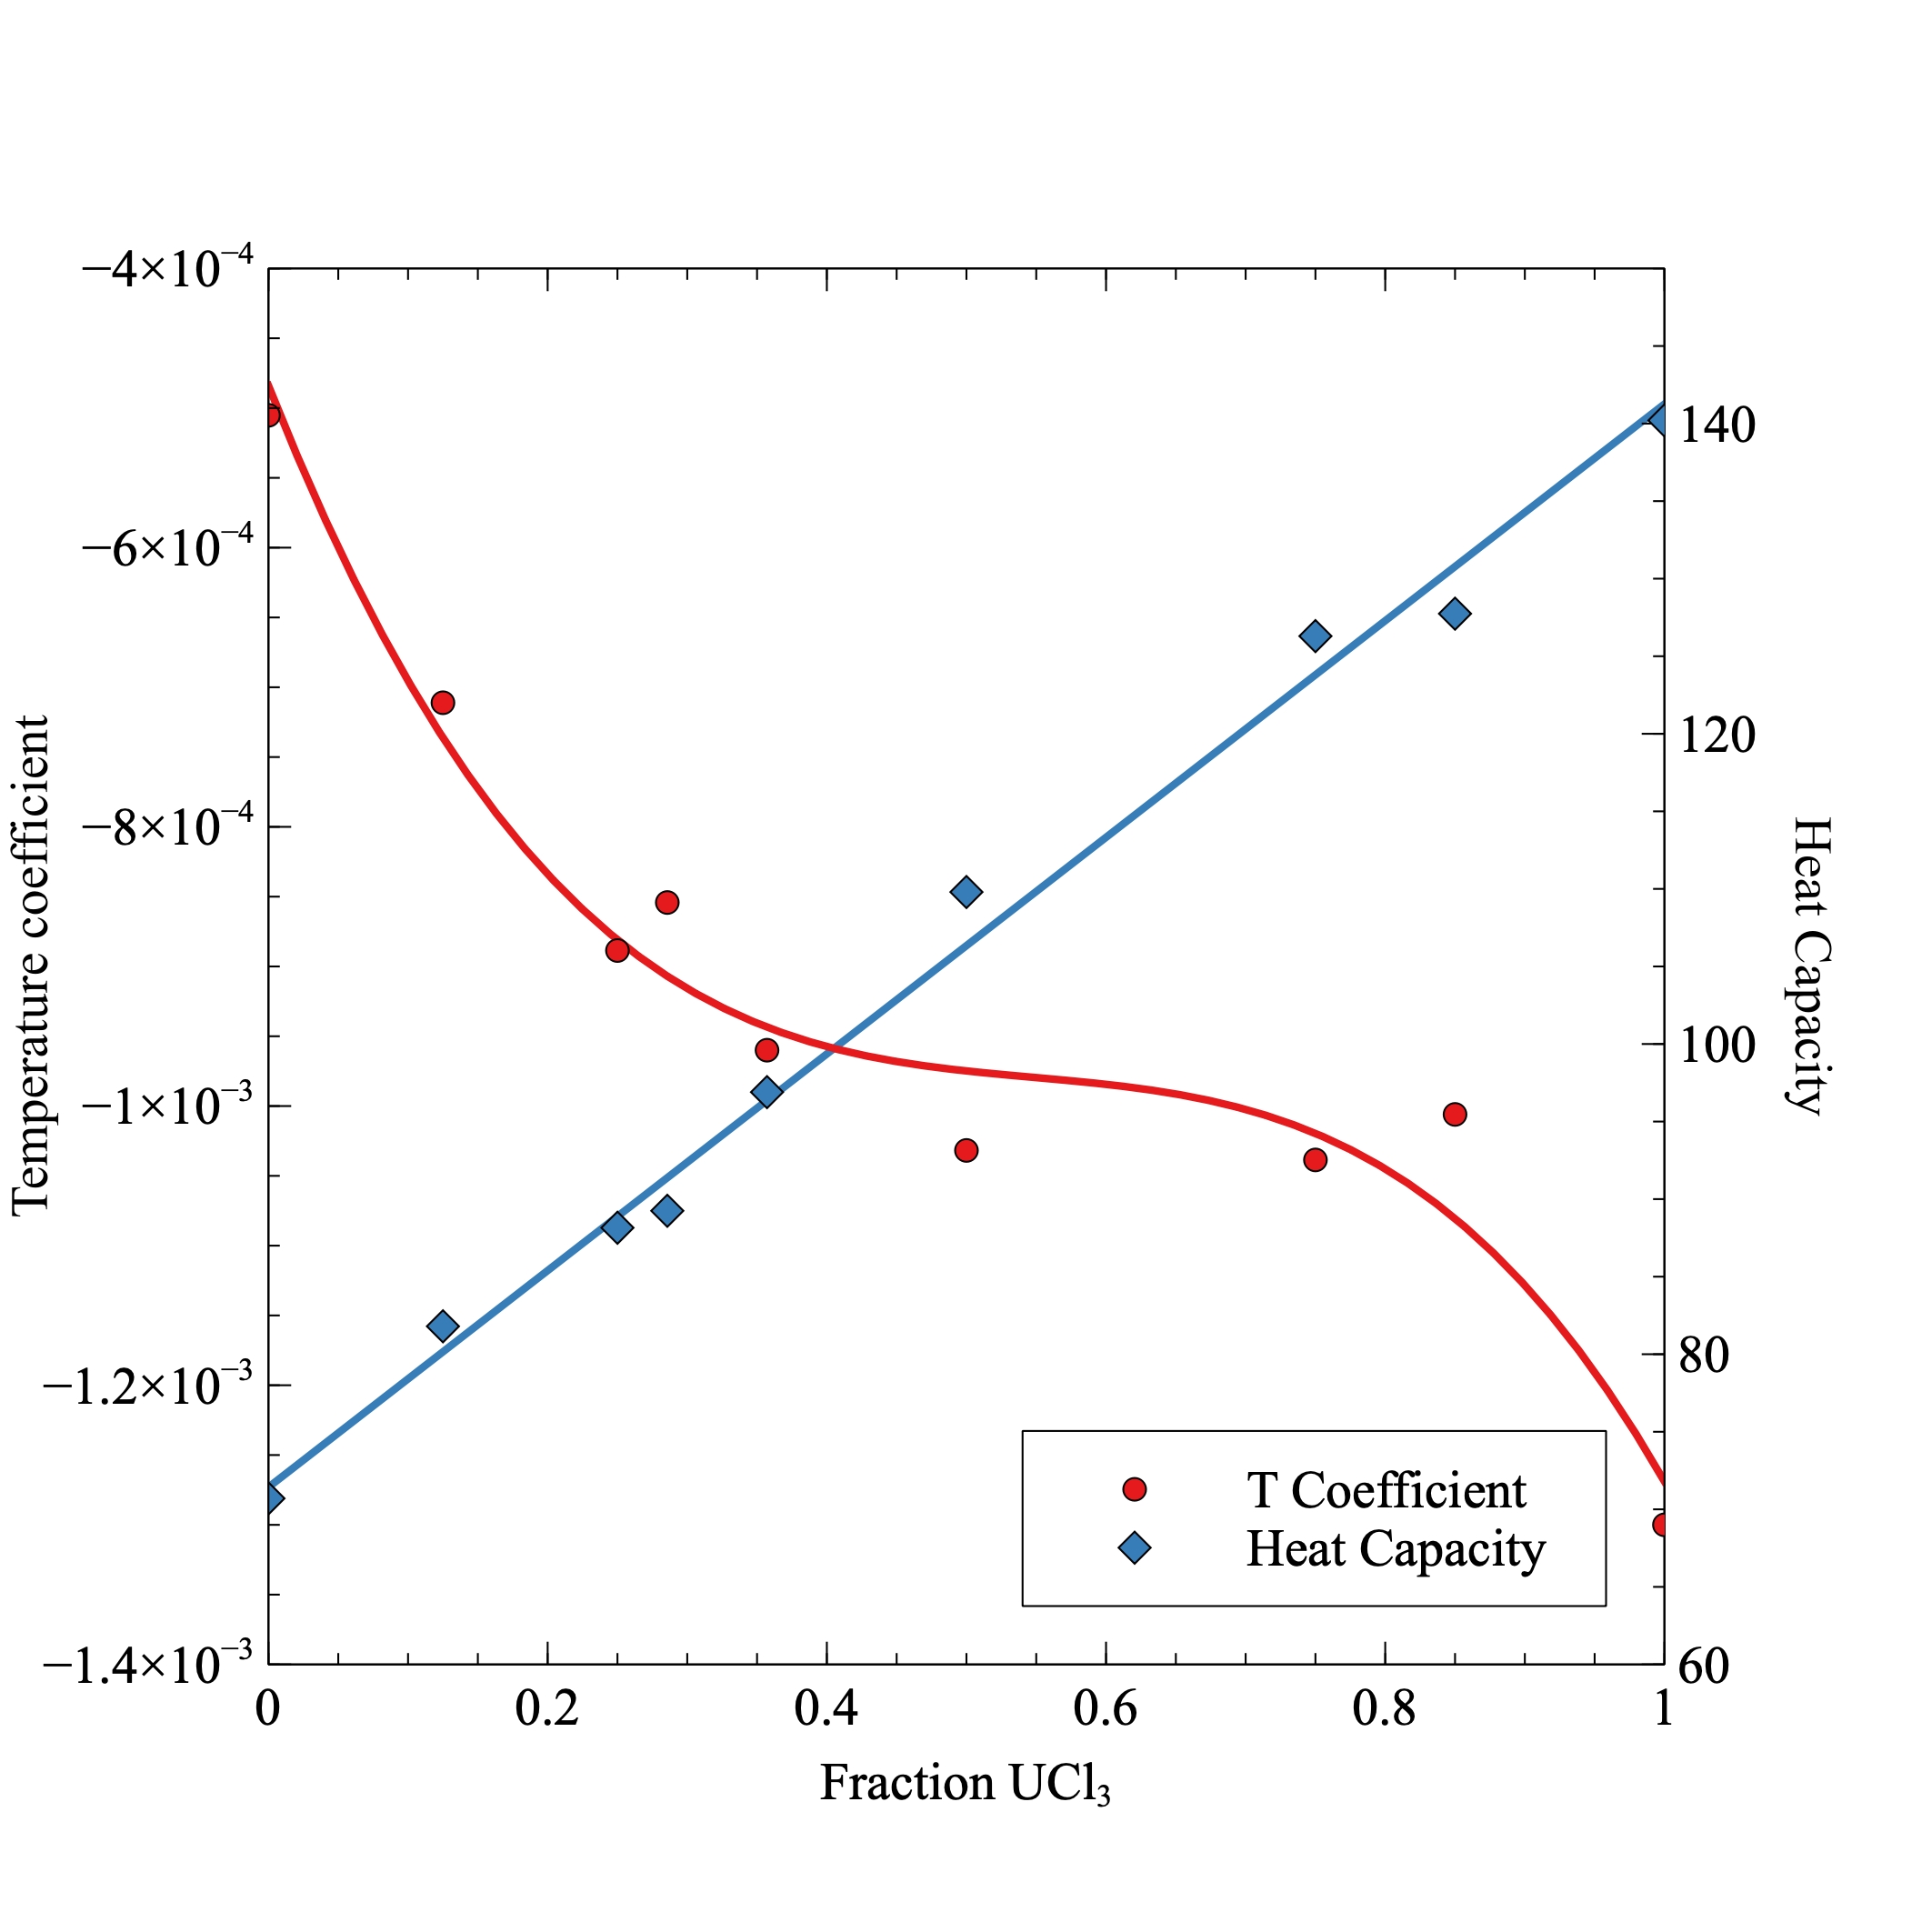 −4×10⁻⁴
−6×10⁻⁴
−8×10⁻⁴
−1×10⁻³
−1.2×10⁻³
−1.4×10⁻³
Temperature coefficient
140
120
100
80
60
Heat Capacity
T Coefficient
Heat Capacity
0 0.2 0.4 0.6 0.8 1
Fraction UCl₃